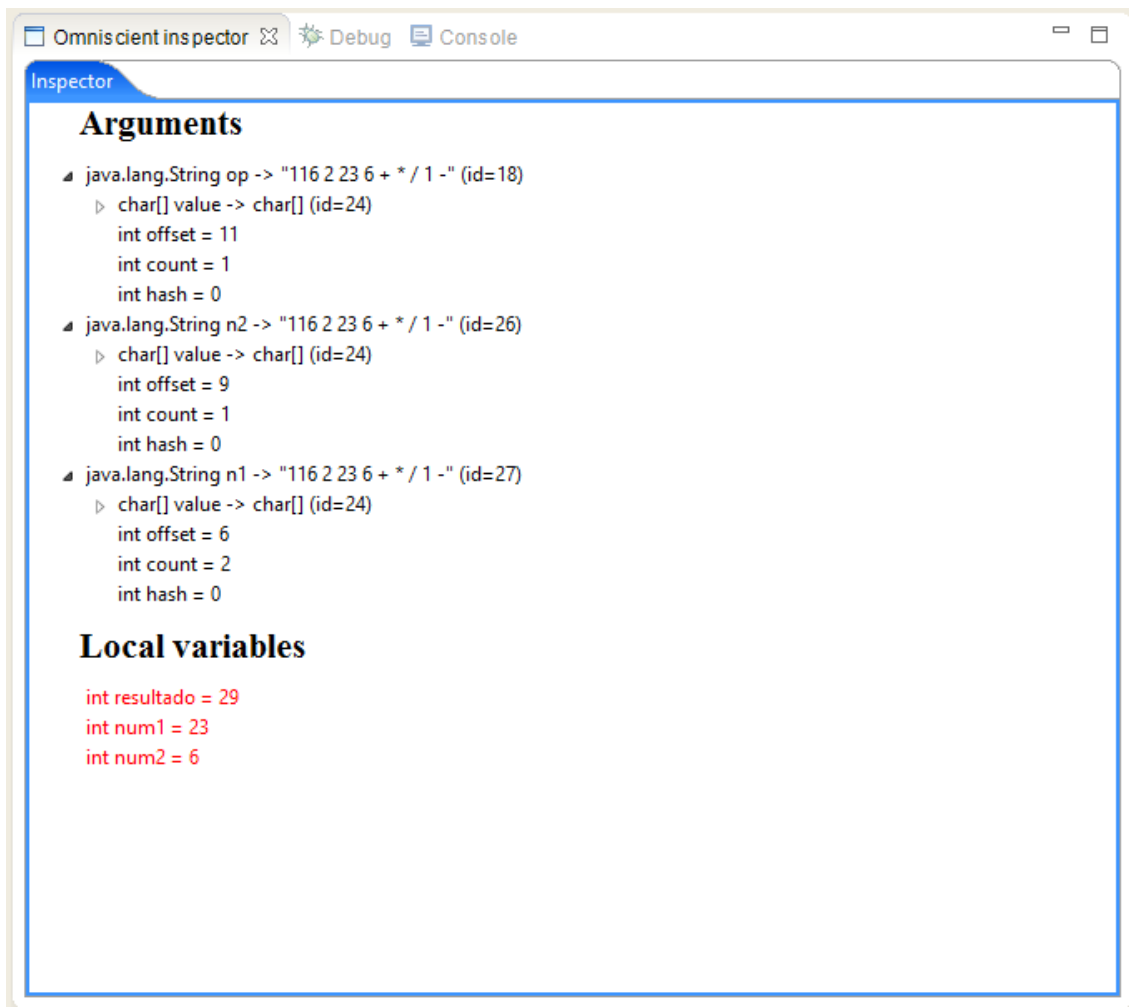 Omniscient inspector Debug Console
Inspector
Arguments
java.lang.String op -> "116 2 23 6 + * / 1 -" (id=18)
char[] value -> char[] (id=24)
int offset = 11
int count = 1
int hash = 0
java.lang.String n2 -> "116 2 23 6 + * / 1 -" (id=26)
char[] value -> char[] (id=24)
int offset = 9
int count = 1
int hash = 0
java.lang.String n1 -> "116 2 23 6 + * / 1 -" (id=27)
char[] value -> char[] (id=24)
int offset = 6
int count = 2
int hash = 0
Local variables
int resultado = 29
int num1 = 23
int num2 = 6